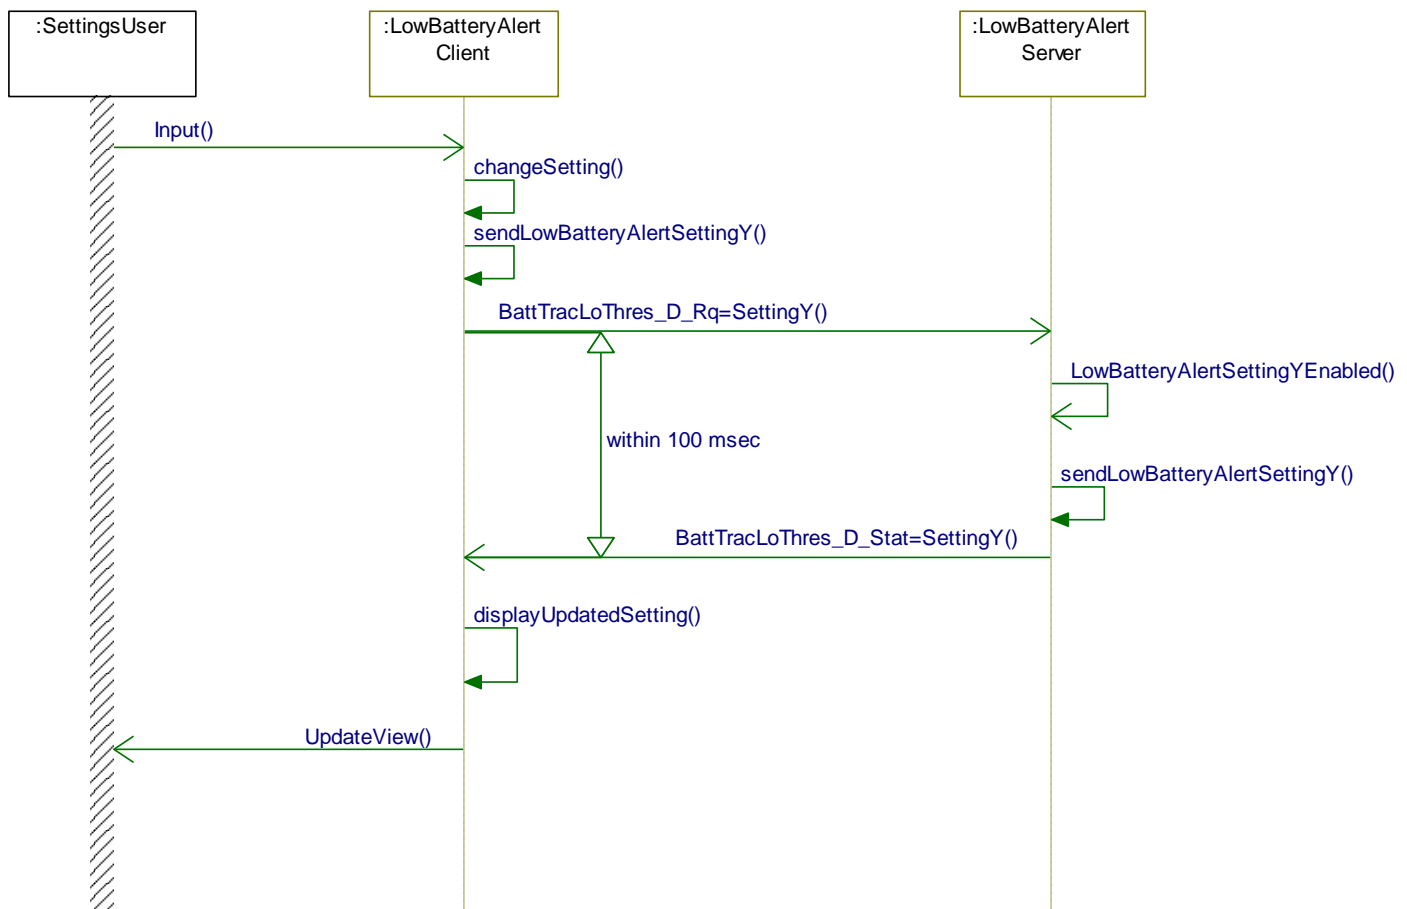 :SettingsUser
:LowBatteryAlert
Client
:LowBatteryAlert
Server
Input()
changeSetting()
sendLowBatteryAlertSettingY()
BattTracLoThres_D_Rq=SettingY()
LowBatteryAlertSettingYEnabled()
within 100 msec
sendLowBatteryAlertSettingY()
BattTracLoThres_D_Stat=SettingY()
displayUpdatedSetting()
UpdateView()